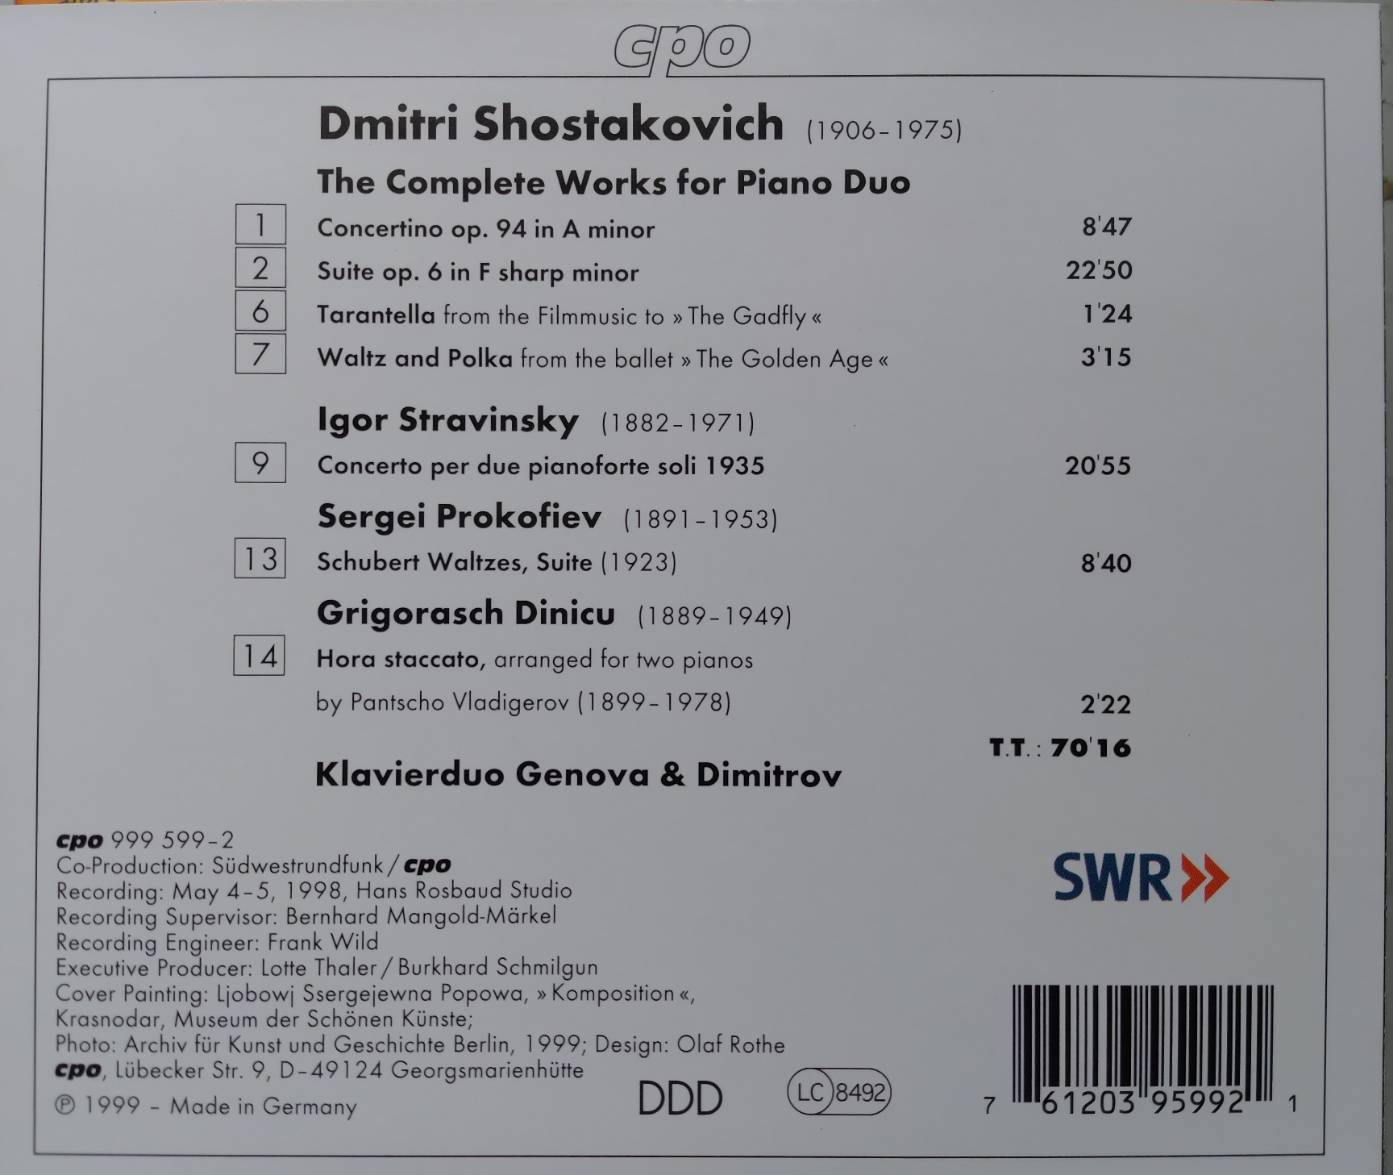 cpo
Dmitri Shostakovich (1906–1975)
The Complete Works for Piano Duo
1 Concertino op. 94 in A minor 8'47
2 Suite op. 6 in F sharp minor 22'50
6 Tarantella from the Filmmusic to »The Gadfly« 1'24
7 Waltz and Polka from the ballet »The Golden Age« 3'15
Igor Stravinsky (1882–1971)
9 Concerto per due pianoforte soli 1935 20'55
Sergei Prokofiev (1891–1953)
13 Schubert Waltzes, Suite (1923) 8'40
Grigorasch Dinicu (1889–1949)
14 Hora staccato, arranged for two pianos
by Pantscho Vladigerov (1899–1978) 2'22
T.T.: 70'16
Klavierduo Genova & Dimitrov
cpo 999 599–2
Co-Production: Südwestrundfunk/cpo
Recording: May 4–5, 1998, Hans Rosbaud Studio
Recording Supervisor: Bernhard Mangold-Märkel
Recording Engineer: Frank Wild
Executive Producer: Lotte Thaler/Burkhard Schmilgun
Cover Painting: Ljobowj Ssergejewna Popowa, »Komposition«,
Krasnodar, Museum der Schönen Künste;
Photo: Archiv für Kunst und Geschichte Berlin, 1999; Design: Olaf Rothe
cpo, Lübecker Str. 9, D–49124 Georgsmarienhütte
℗ 1999 – Made in Germany
DDD
LC 8492
SWR
7 61203 95992 1